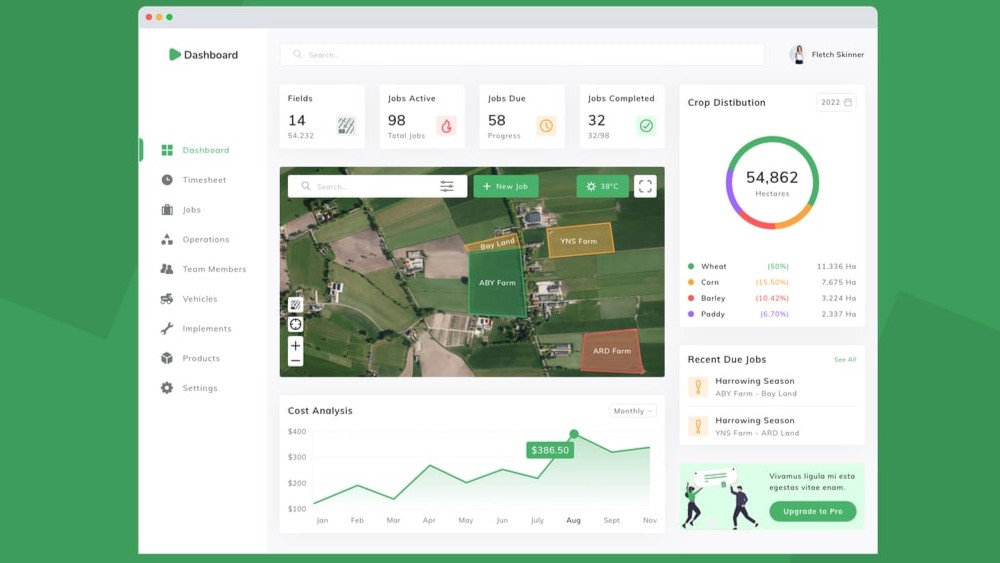 Dashboard
Search..
Fletch Skinner
Dashboard
Timesheet
Jobs
Operations
Team Members
Vehicles
Implements
Products
Settings
Fields
14
54,232
Jobs Active
98
Total Jobs
Jobs Due
58
Progress
Jobs Completed
32
32/98
Search..
+ New Job
38°C
Bay Land
YNS Farm
ABY Farm
ARD Farm
+
−
Cost Analysis
Monthly
$400
$300
$200
$100
$386.50
Jan Feb Mar Apr May Jun July Aug Sept Nov
Crop Distibution
2022
54,862
Hectares
Wheat (50%) 11,336 Ha
Corn (15.50%) 7,675 Ha
Barley (10.42%) 3,224 Ha
Paddy (6.70%) 2,337 Ha
Recent Due Jobs
See All
Harrowing Season
ABY Farm - Bay Land
Harrowing Season
YNS Farm - ARD Land
Vivamus ligula mi esta
egestas vitae enam.
Upgrade to Pro